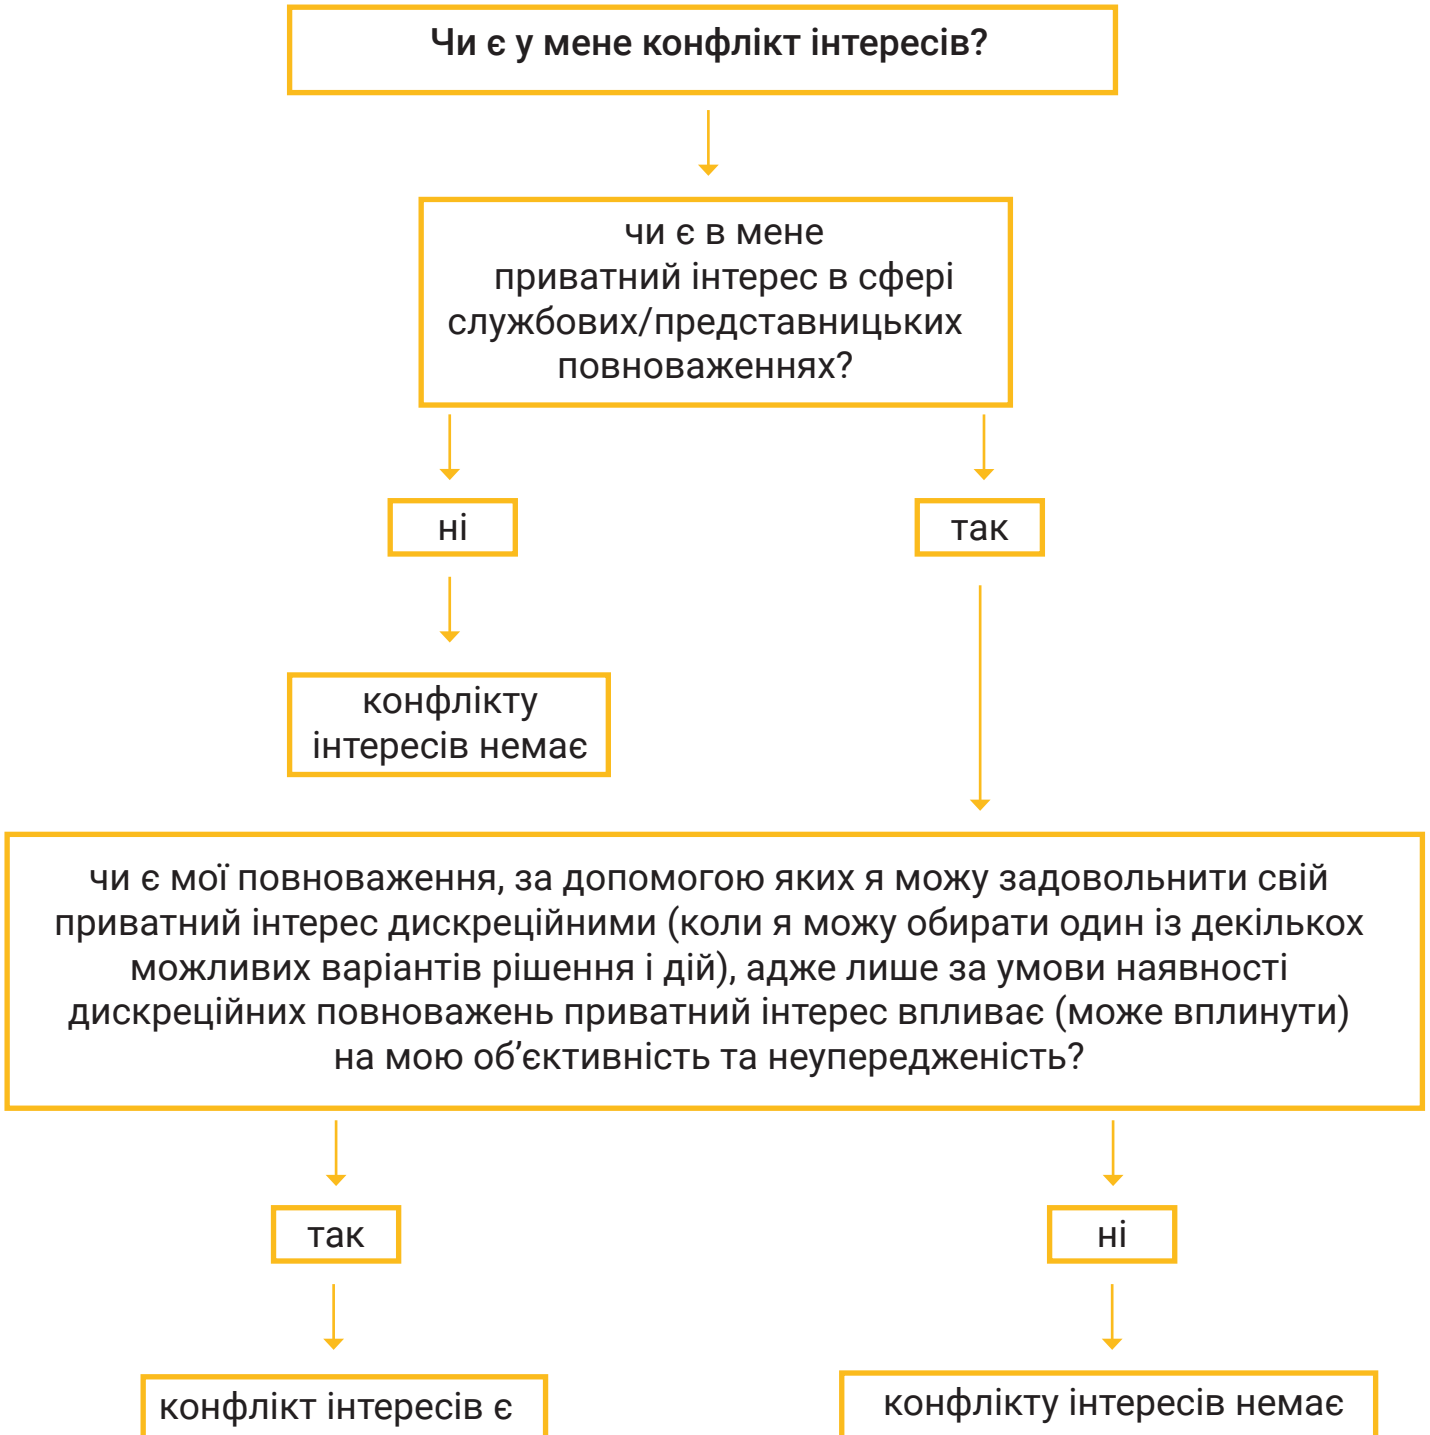 Чи є у мене конфлікт інтересів?
чи є в мене
приватний інтерес в сфері
службових/представницьких
повноваженнях?
ні
так
конфлікту
інтересів немає
чи є мої повноваження, за допомогою яких я можу задовольнити свій
приватний інтерес дискреційними (коли я можу обирати один із декількох
можливих варіантів рішення і дій), адже лише за умови наявності
дискреційних повноважень приватний інтерес впливає (може вплинути)
на мою об’єктивність та неупередженість?
так
ні
конфлікт інтересів є
конфлікту інтересів немає